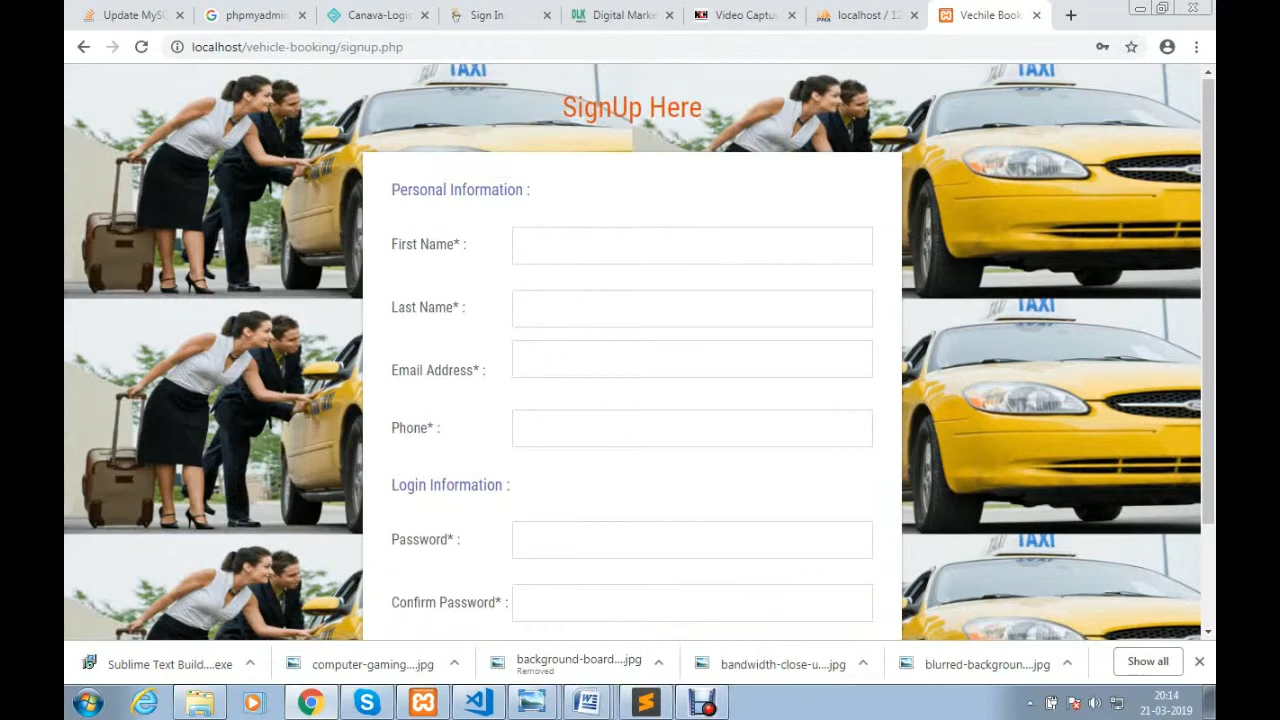 Update MySQ
phpmyadmin
Canava-Login
Sign In
Digital Marke
Video Captu
localhost / 12
Vechile Book
localhost/vehicle-booking/signup.php
TAXI
TAXI
SignUp Here
Personal Information :
First Name* :
Last Name* :
Email Address* :
Phone* :
Login Information :
Password* :
Confirm Password* :
TAXI
TAXI
Sublime Text Build....exe
computer-gaming....jpg
background-board....jpg
Removed
bandwidth-close-u....jpg
blurred-backgroun....jpg
Show all
20:14
21-03-2019